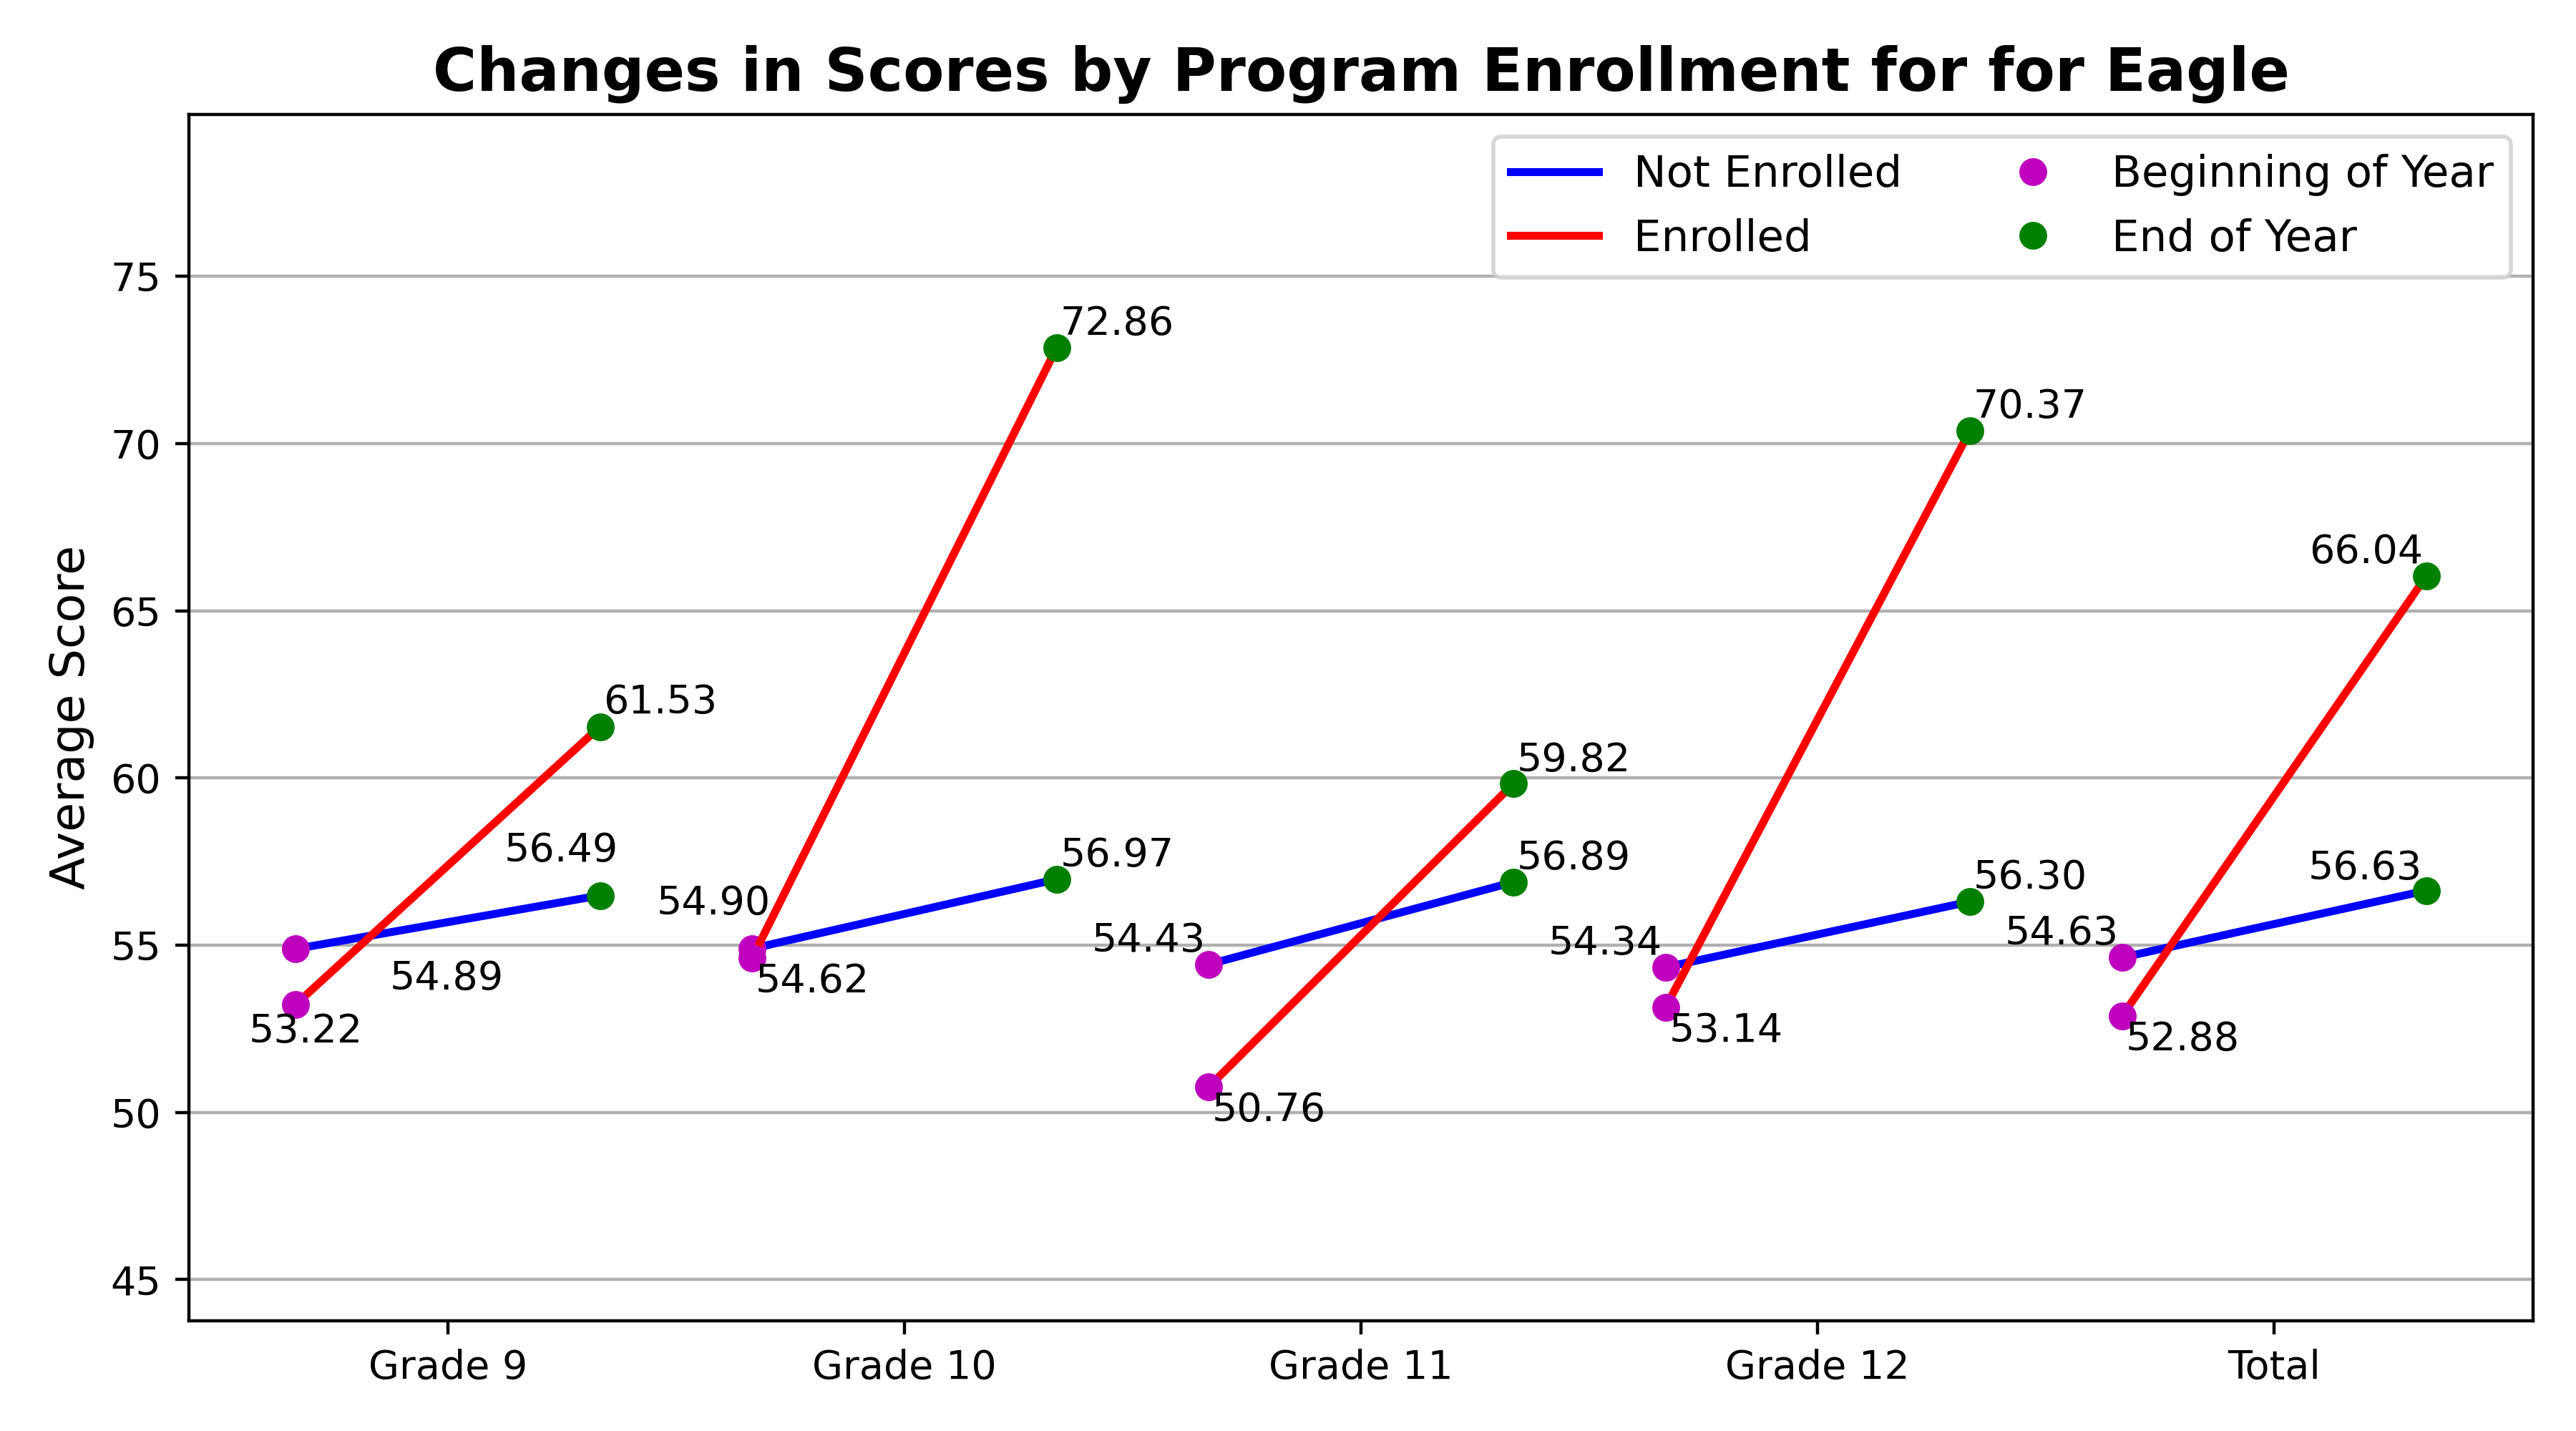 Changes in Scores by Program Enrollment for for Eagle
Not Enrolled
Beginning of Year
Enrolled
End of Year
Average Score
75
70
65
60
55
50
45
72.86
70.37
66.04
61.53
59.82
56.49
56.97
56.89
56.30
56.63
54.90
54.43
54.34
54.63
54.89
54.62
53.22
53.14
52.88
50.76
Grade 9
Grade 10
Grade 11
Grade 12
Total